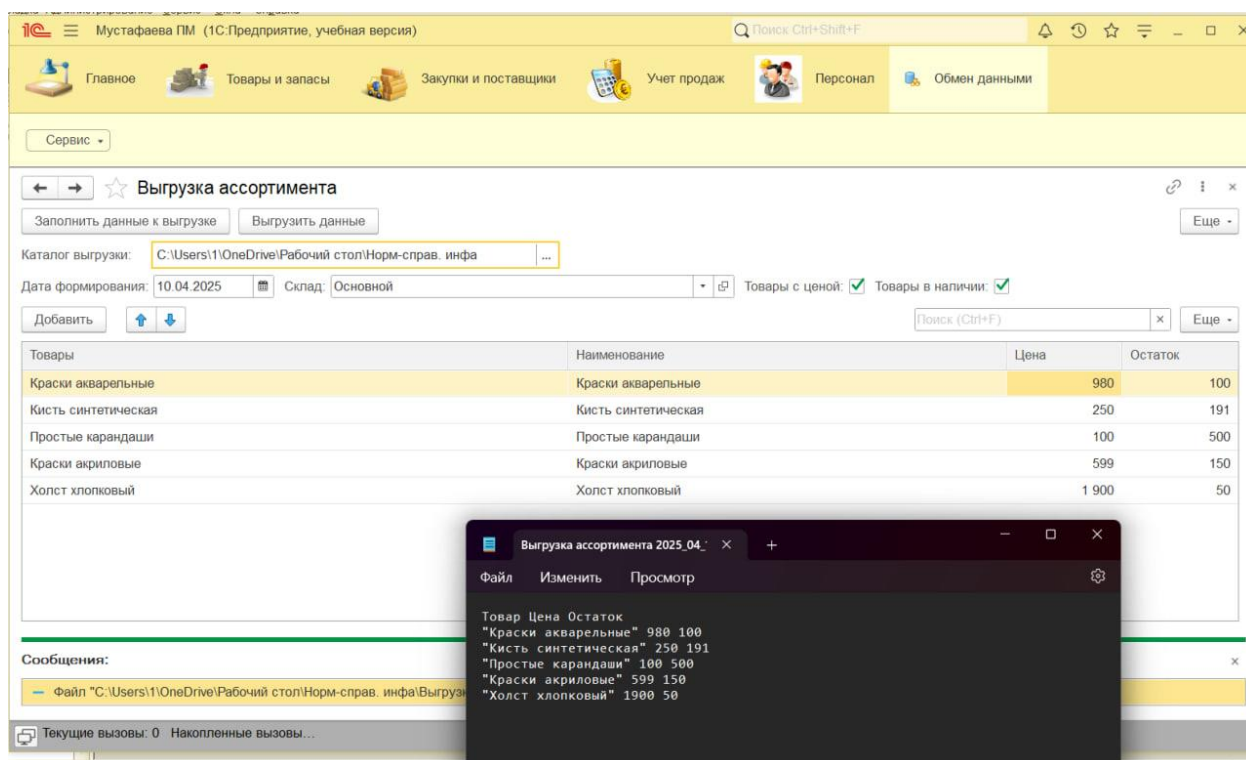 1С Мустафаева ПМ (1С:Предприятие, учебная версия) Поиск Ctrl+Shift+F
Главное Товары и запасы Закупки и поставщики Учет продаж Персонал Обмен данными
Сервис
Выгрузка ассортимента
Заполнить данные к выгрузке Выгрузить данные Еще
Каталог выгрузки: C:\Users\1\OneDrive\Рабочий стол\Норм-справ. инфа ...
Дата формирования: 10.04.2025 Склад: Основной Товары с ценой: Товары в наличии:
Добавить Поиск (Ctrl+F) × Еще
Товары Наименование Цена Остаток
Краски акварельные Краски акварельные 980 100
Кисть синтетическая Кисть синтетическая 250 191
Простые карандаши Простые карандаши 100 500
Краски акриловые Краски акриловые 599 150
Холст хлопковый Холст хлопковый 1 900 50
Выгрузка ассортимента 2025_04_
Файл Изменить Просмотр
Товар Цена Остаток
"Краски акварельные" 980 100
"Кисть синтетическая" 250 191
"Простые карандаши" 100 500
"Краски акриловые" 599 150
"Холст хлопковый" 1900 50
Сообщения:
— Файл "C:\Users\1\OneDrive\Рабочий стол\Норм-справ. инфа\Выгруз
Текущие вызовы: 0 Накопленные вызовы...